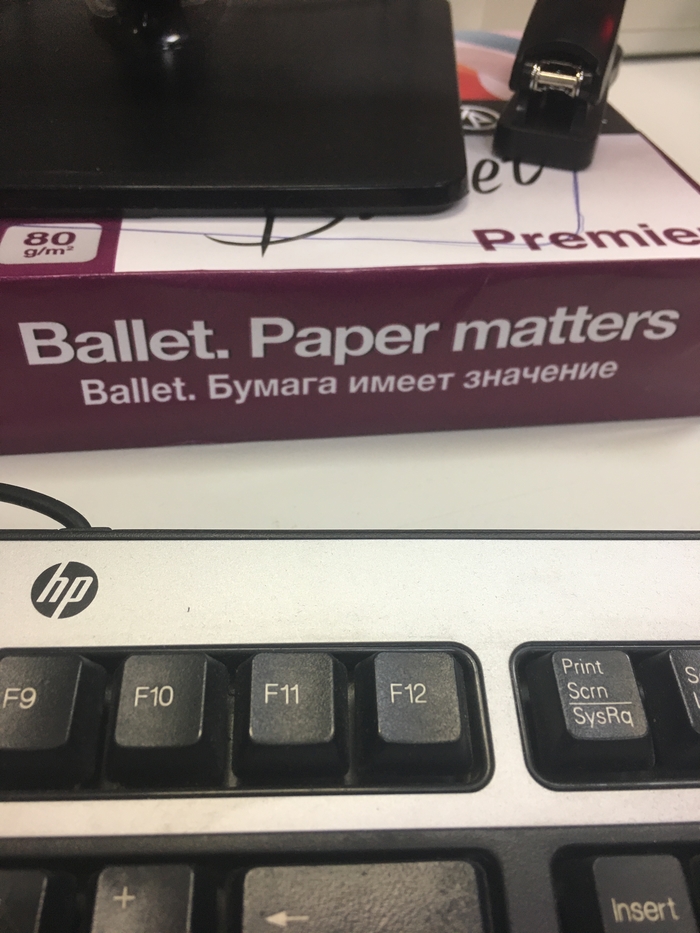 80
g/m²
Premie
Ballet. Paper matters
Ballet. Бумага имеет значение
hp
F9
F10
F11
F12
Print
Scrn
SysRq
+
←
Insert